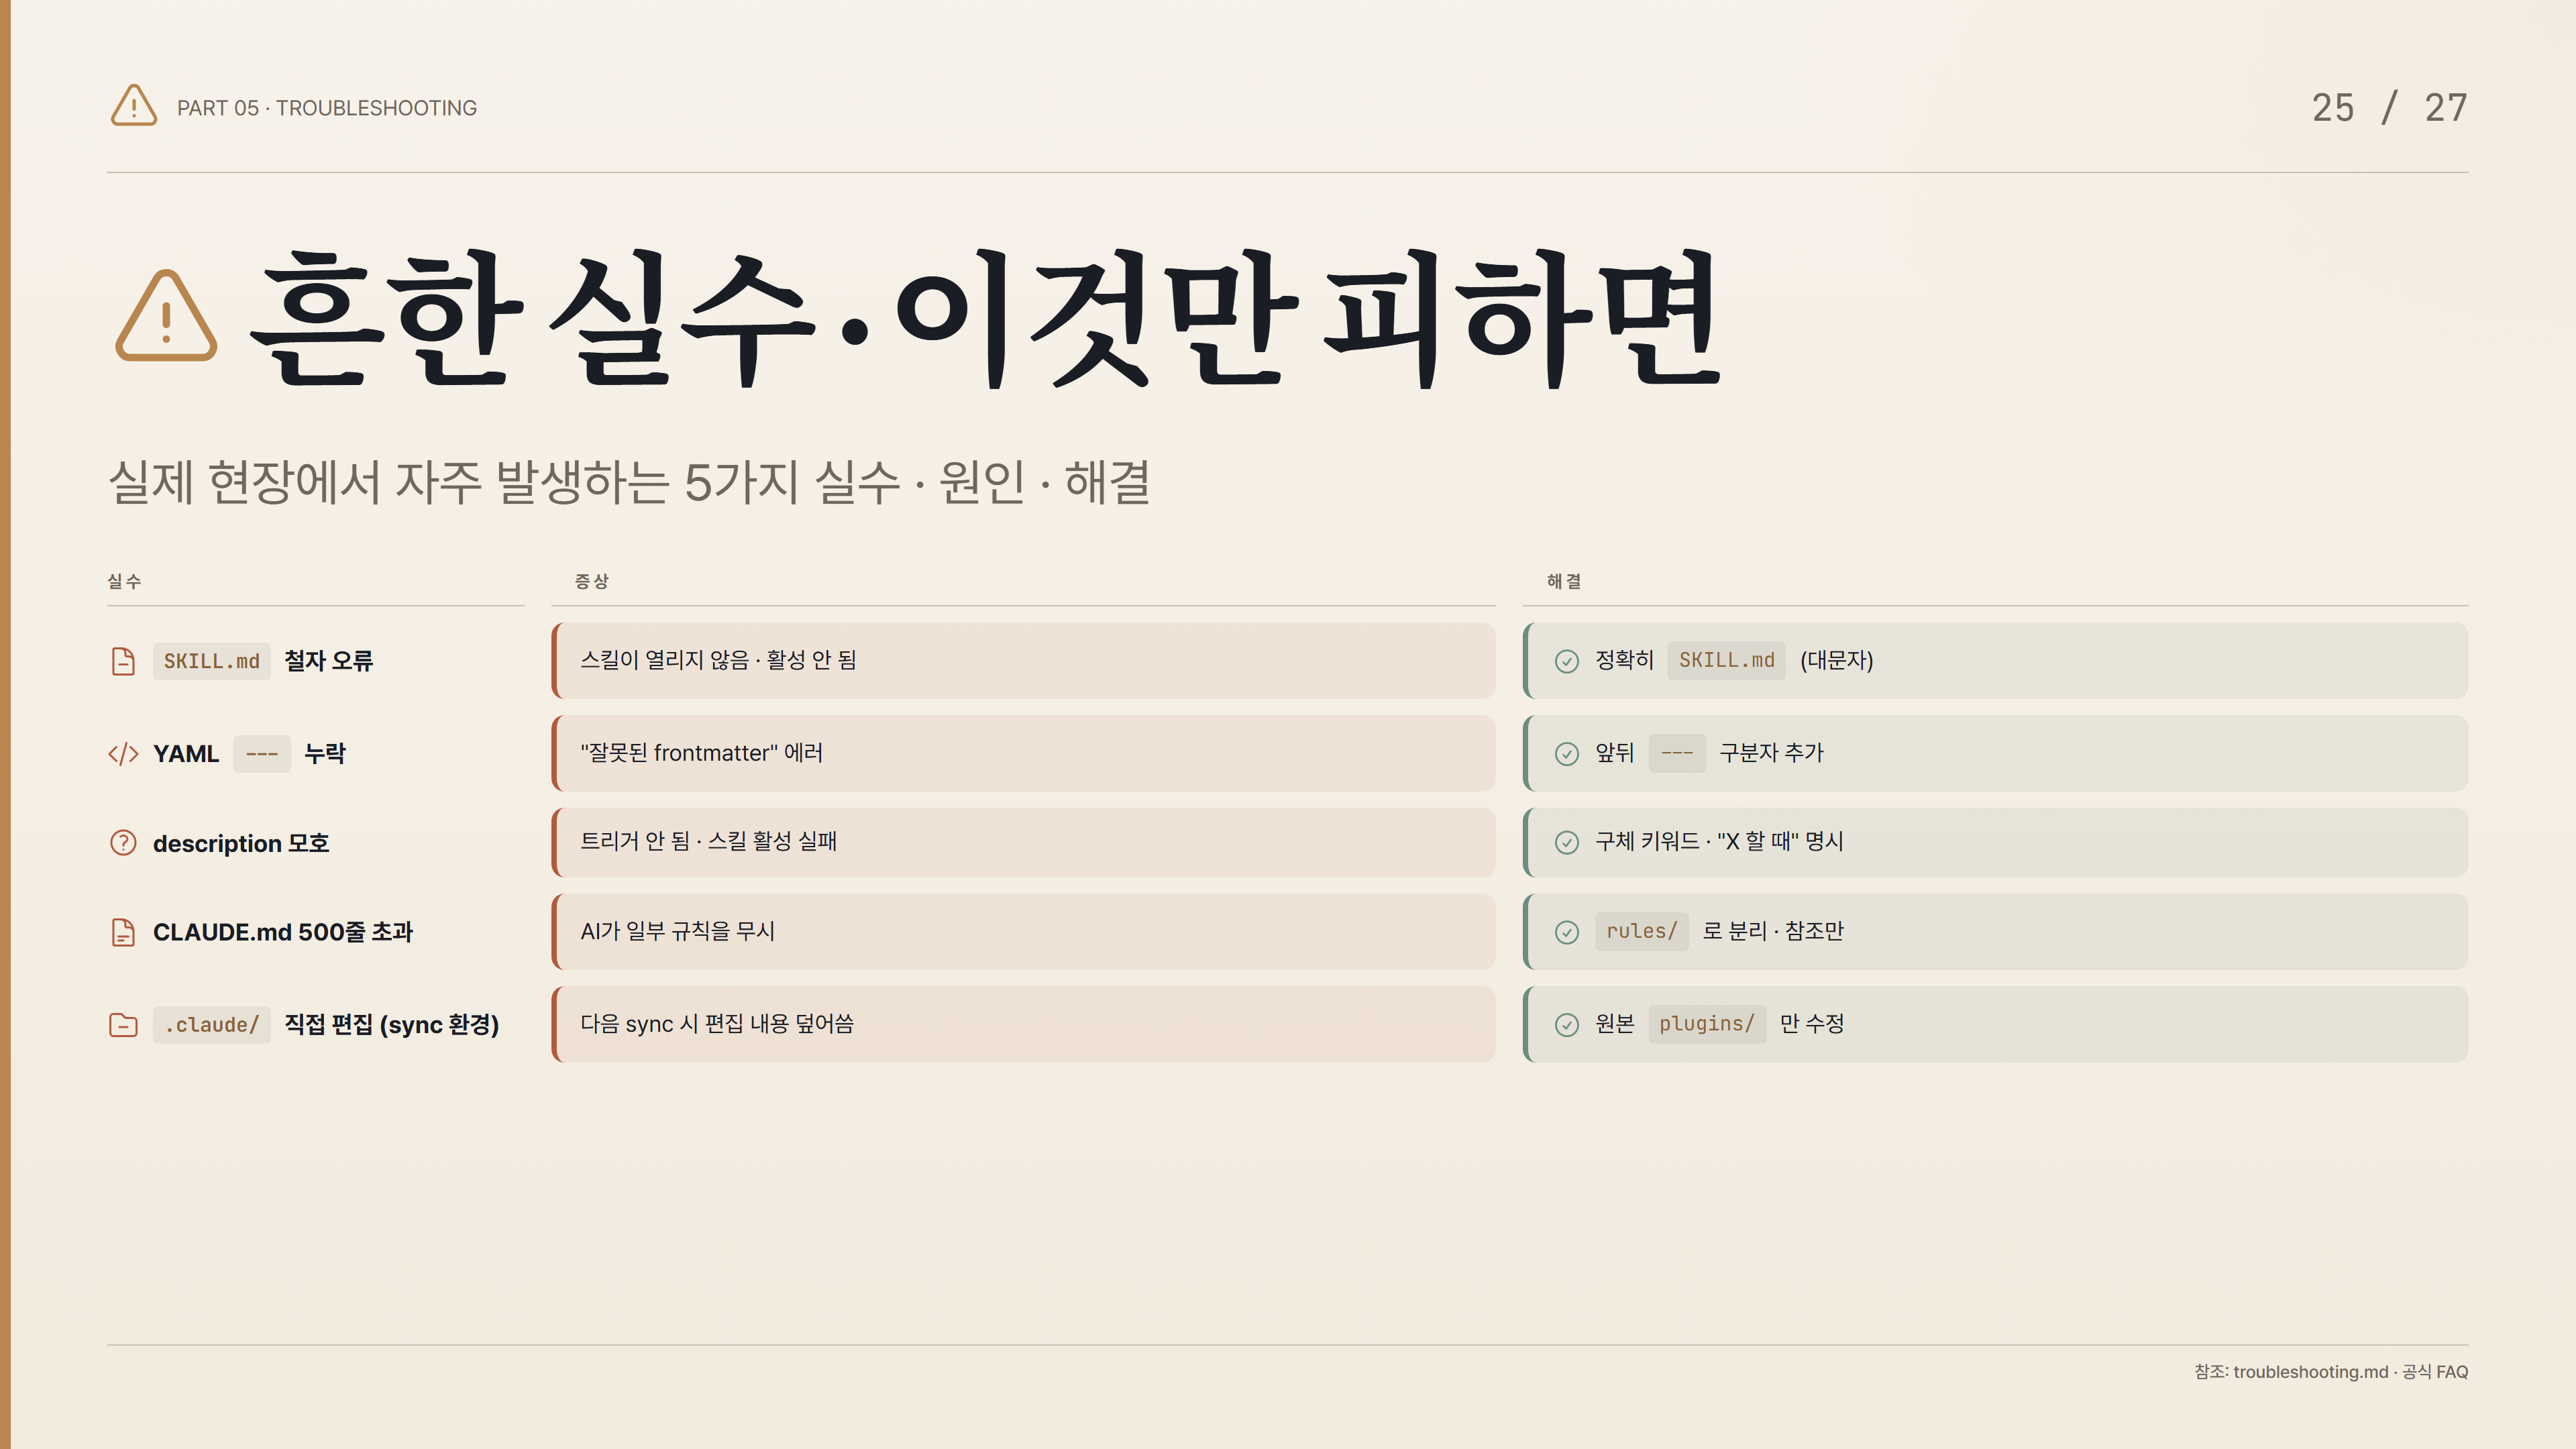 PART 05 · TROUBLESHOOTING
25 / 27
흔한 실수 · 이것만 피하면
실제 현장에서 자주 발생하는 5가지 실수 · 원인 · 해결
실수 증상 해결
SKILL.md 철자 오류 스킬이 열리지 않음 · 활성 안 됨 정확히 SKILL.md (대문자)
YAML --- 누락 "잘못된 frontmatter" 에러 앞뒤 --- 구분자 추가
description 모호 트리거 안 됨 · 스킬 활성 실패 구체 키워드 · "X 할 때" 명시
CLAUDE.md 500줄 초과 AI가 일부 규칙을 무시 rules/ 로 분리 · 참조만
.claude/ 직접 편집 (sync 환경) 다음 sync 시 편집 내용 덮어씀 원본 plugins/ 만 수정
참조: troubleshooting.md · 공식 FAQ